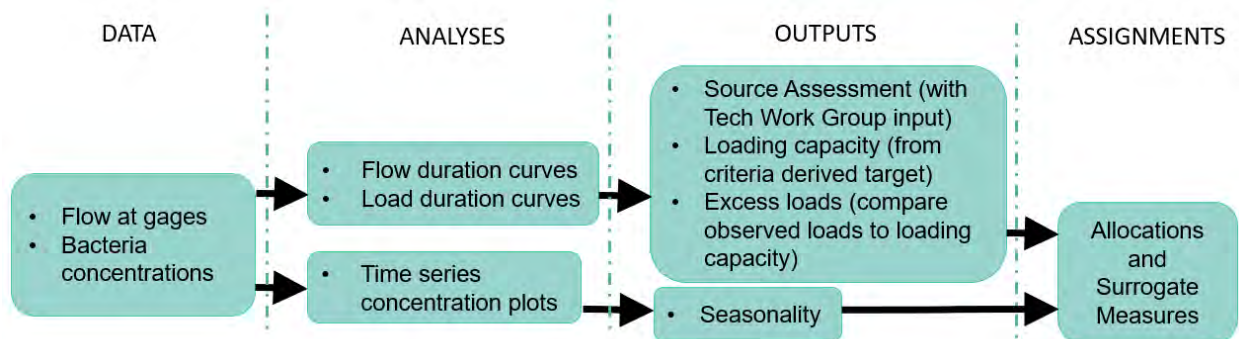 DATA
ANALYSES
OUTPUTS
ASSIGNMENTS
• Flow at gages
• Bacteria
concentrations
• Flow duration curves
• Load duration curves
• Time series
concentration plots
• Source Assessment (with
Tech Work Group input)
• Loading capacity (from
criteria derived target)
• Excess loads (compare
observed loads to loading
capacity)
• Seasonality
Allocations
and
Surrogate
Measures